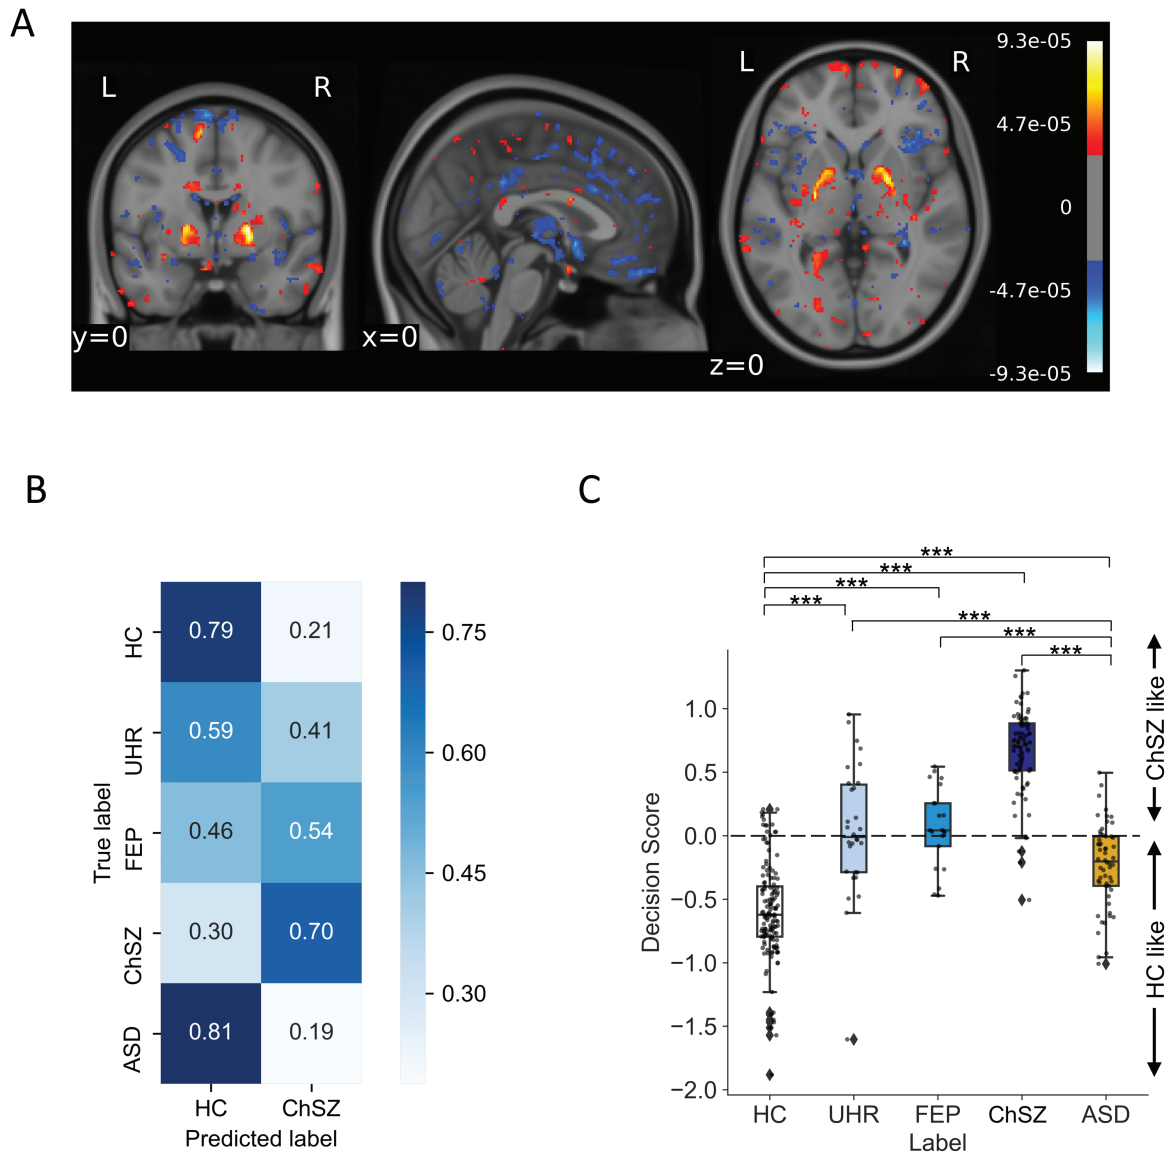 A
L
R
y=0
x=0
L
R
z=0
9.3e-05
4.7e-05
0
-4.7e-05
-9.3e-05
B
True label
HC
UHR
FEP
ChSZ
ASD
0.79 0.21
0.59 0.41
0.46 0.54
0.30 0.70
0.81 0.19
HC ChSZ
Predicted label
0.75
0.60
0.45
0.30
C
***
***
***
***
***
***
***
Decision Score
1.0
0.5
0.0
−0.5
−1.0
−1.5
−2.0
HC UHR FEP ChSZ ASD
Label
ChSZ like
HC like